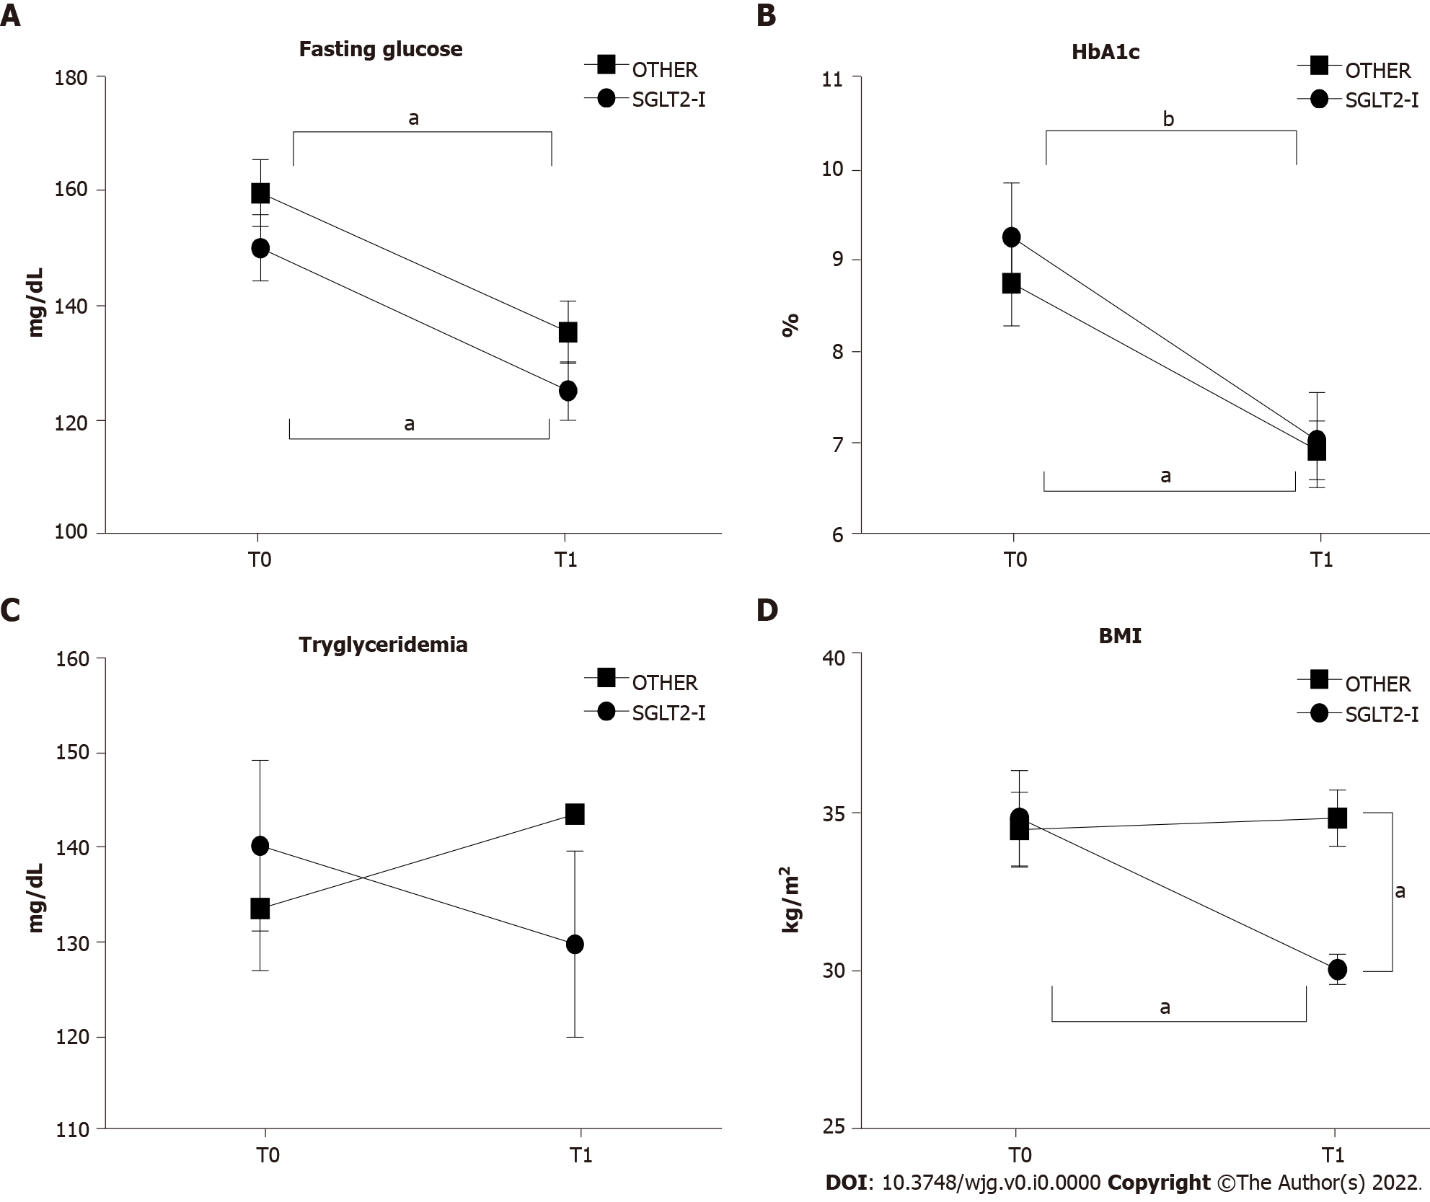 A
Fasting glucose
OTHER
SGLT2-I
180
160
140
120
100
mg/dL
a
a
T0
T1
B
HbA1c
OTHER
SGLT2-I
11
10
9
8
7
6
%
b
a
T0
T1
C
Tryglyceridemia
OTHER
SGLT2-I
160
150
140
130
120
110
mg/dL
T0
T1
D
BMI
OTHER
SGLT2-I
40
35
30
25
kg/m²
a
a
T0
T1
DOI: 10.3748/wjg.v0.i0.0000 Copyright ©The Author(s) 2022.